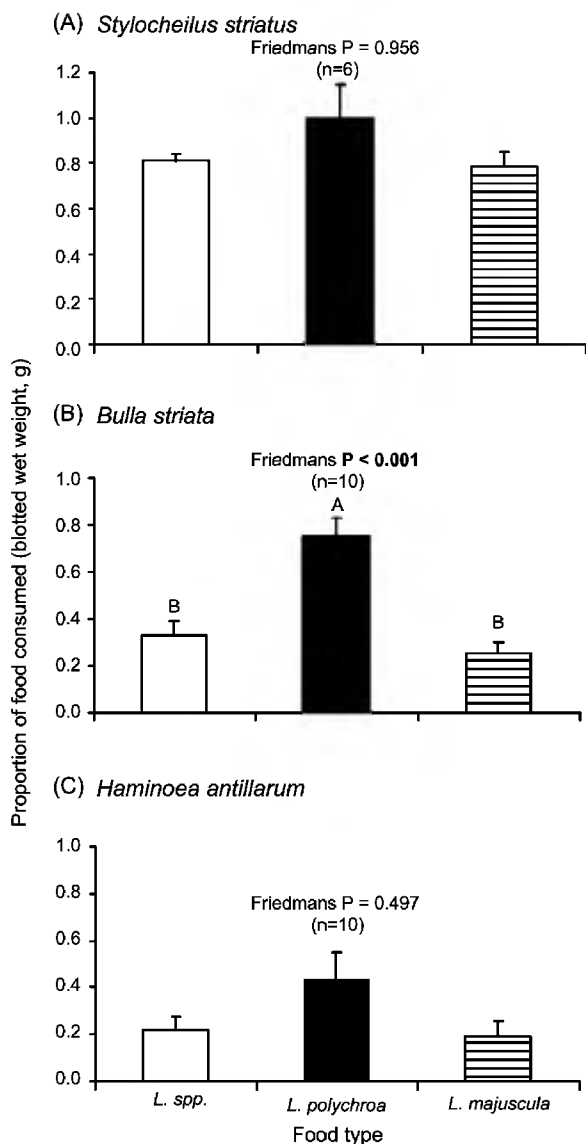 (A) Stylocheilus striatus
Friedmans P = 0.956
(n=6)
1.2
1.0
0.8
0.6
0.4
0.2
0.0
(B) Bulla striata
Friedmans P < 0.001
(n=10)
1.0
0.8
0.6
0.4
0.2
0.0
B
A
B
Proportion of food consumed (blotted wet weight, g)
(C) Haminoea antillarum
Friedmans P = 0.497
(n=10)
1.0
0.8
0.6
0.4
0.2
0.0
L. spp.
L. polychroa
L. majuscula
Food type